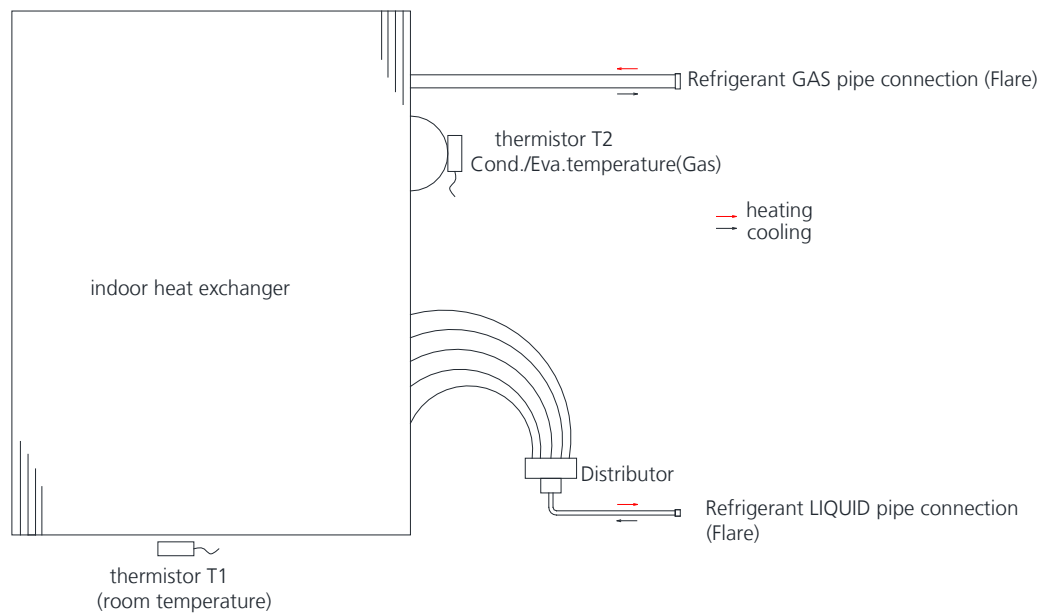 Refrigerant GAS pipe connection (Flare)
thermistor T2
Cond./Eva.temperature(Gas)
heating
cooling
indoor heat exchanger
Distributor
Refrigerant LIQUID pipe connection
(Flare)
thermistor T1
(room temperature)